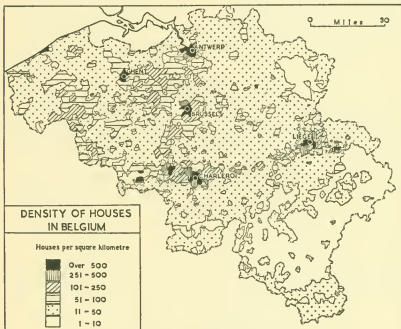 0 Miles 30
ANTWERP
GHENT
BRUSSELS
LIEGE
CHARLEROI
DENSITY OF HOUSES
IN BELGIUM
Houses per square kilometre
Over 500
251 - 500
101 - 250
51 - 100
11 - 50
1 - 10